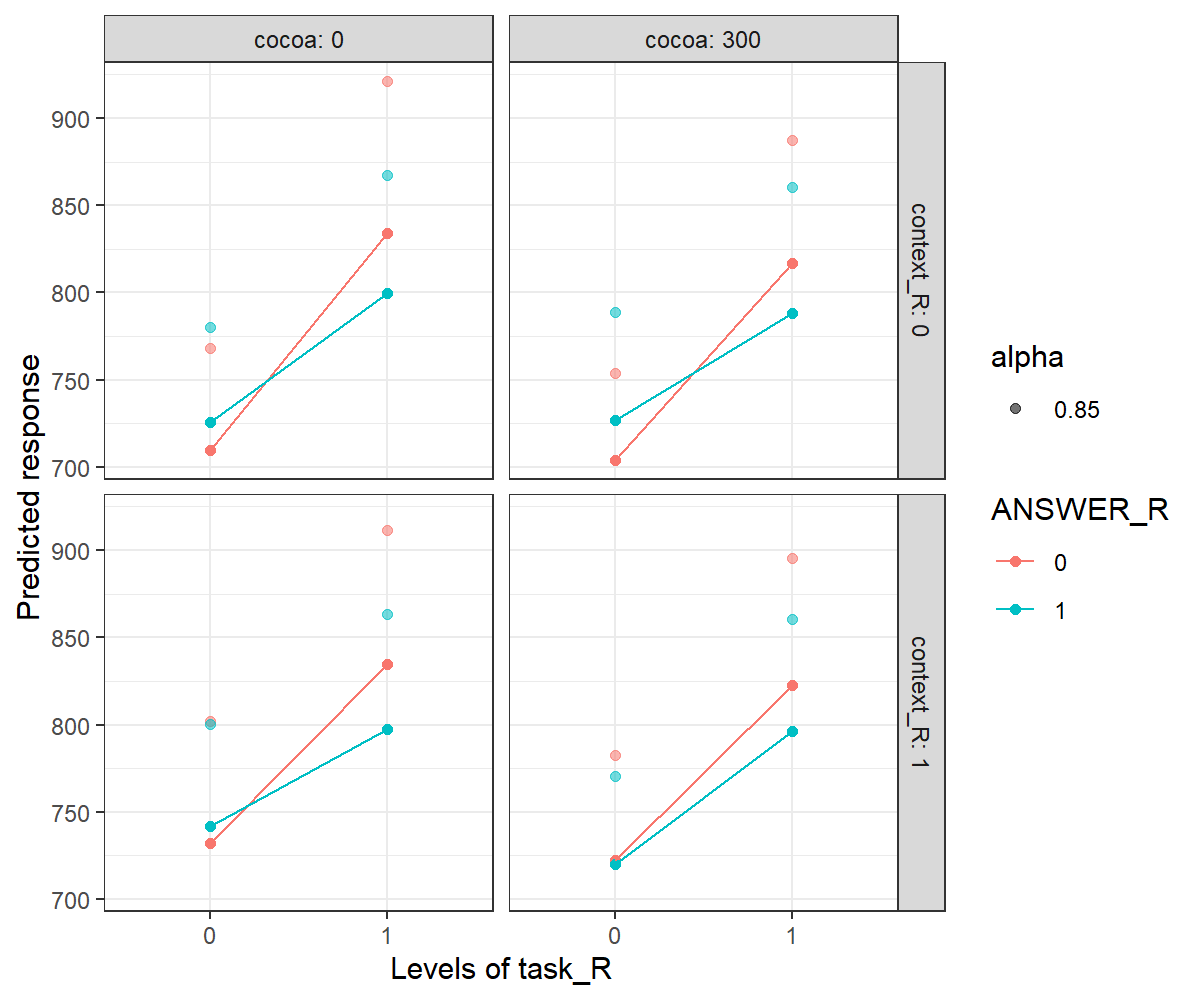 cocoa: 0
cocoa: 300
900
850
800
750
700
context_R: 0
900
850
800
750
700
context_R: 1
0
1
0
1
Levels of task_R
Predicted response
alpha
0.85
ANSWER_R
0
1